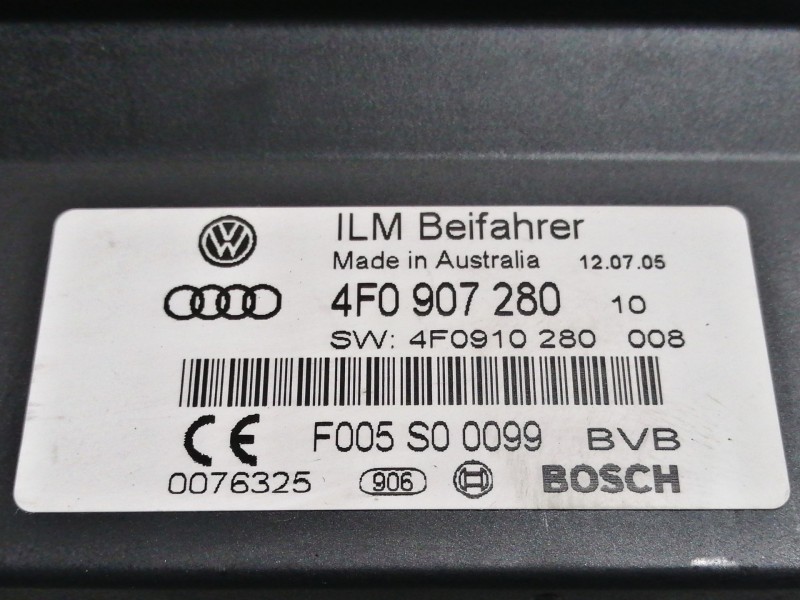 ILM Beifahrer
Made in Australia 12.07.05
4F0 907 280 10
SW: 4F0910 280 008
CE F005 S0 0099 BVB
0076325 906 BOSCH